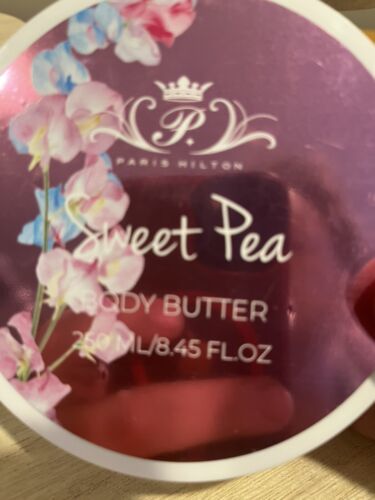 P.
PARIS HILTON
Sweet Pea
BODY BUTTER
250 ML/8.45 FL.OZ